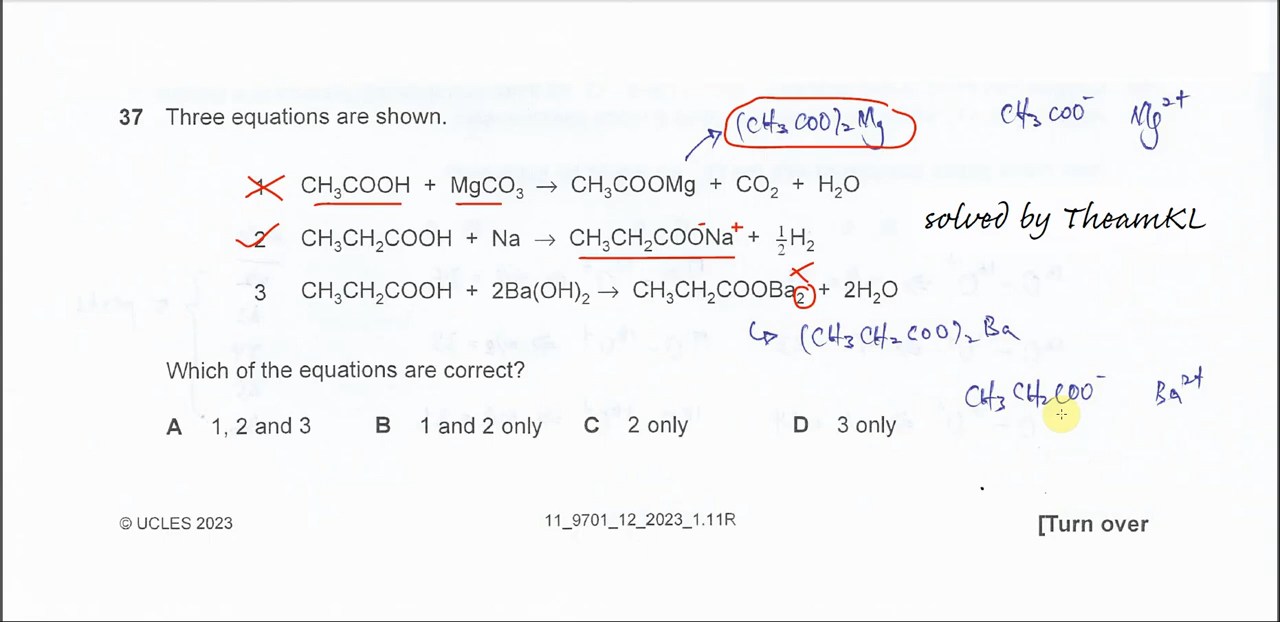 37 Three equations are shown.
(CH₃COO)₂Mg
CH₃COO⁻ Mg²⁺
1 CH₃COOH + MgCO₃ → CH₃COOMg + CO₂ + H₂O
solved by TheamKL
2 CH₃CH₂COOH + Na → CH₃CH₂COO⁻Na⁺ + ½H₂
3 CH₃CH₂COOH + 2Ba(OH)₂ → CH₃CH₂COOBa₂ + 2H₂O
↳ (CH₃CH₂COO)₂Ba
Which of the equations are correct?
CH₃CH₂COO⁻ Ba²⁺
A 1, 2 and 3 B 1 and 2 only C 2 only D 3 only
© UCLES 2023 11_9701_12_2023_1.11R [Turn over